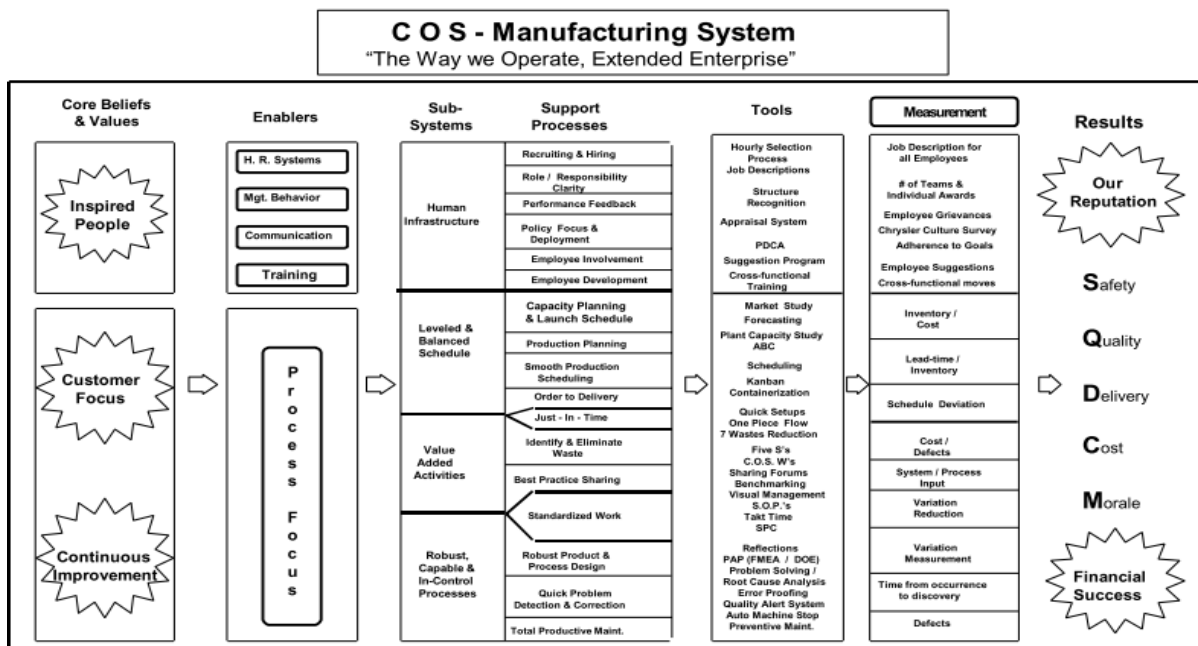 C O S - Manufacturing System
“The Way we Operate, Extended Enterprise”
Core Beliefs
& Values
Inspired
People
Customer
Focus
Continuous
Improvement
Enablers
H. R. Systems
Mgt. Behavior
Communication
Training
Process
Focus
Sub-
Systems
Human
Infrastructure
Leveled &
Balanced
Schedule
Value
Added
Activities
Robust,
Capable &
In-Control
Processes
Support
Processes
Recruiting & Hiring
Role / Responsibility
Clarity
Performance Feedback
Policy Focus &
Deployment
Employee Involvement
Employee Development
Capacity Planning
& Launch Schedule
Production Planning
Smooth Production
Scheduling
Order to Delivery
Just - In - Time
Identify & Eliminate
Waste
Best Practice Sharing
Standardized Work
Robust Product &
Process Design
Quick Problem
Detection & Correction
Total Productive Maint.
Tools
Hourly Selection
Process
Job Descriptions
Structure
Recognition
Appraisal System
PDCA
Suggestion Program
Cross-functional
Training
Market Study
Forecasting
Plant Capacity Study
ABC
Scheduling
Kanban
Containerization
Quick Setups
One Piece Flow
7 Wastes Reduction
Five S's
C.O.S. W's
Sharing Forums
Benchmarking
Visual Management
S.O.P.'s
Takt Time
SPC
Reflections
PAP (FMEA / DOE)
Problem Solving /
Root Cause Analysis
Error Proofing
Quality Alert System
Auto Machine Stop
Preventive Maint.
Measurement
Job Description for
all Employees
# of Teams &
Individual Awards
Employee Grievances
Chrysler Culture Survey
Adherence to Goals
Employee Suggestions
Cross-functional moves
Inventory /
Cost
Lead-time /
Inventory
Schedule Deviation
Cost /
Defects
System / Process
Input
Variation
Reduction
Variation
Measurement
Time from occurrence
to discovery
Defects
Results
Our
Reputation
Safety
Quality
Delivery
Cost
Morale
Financial
Success